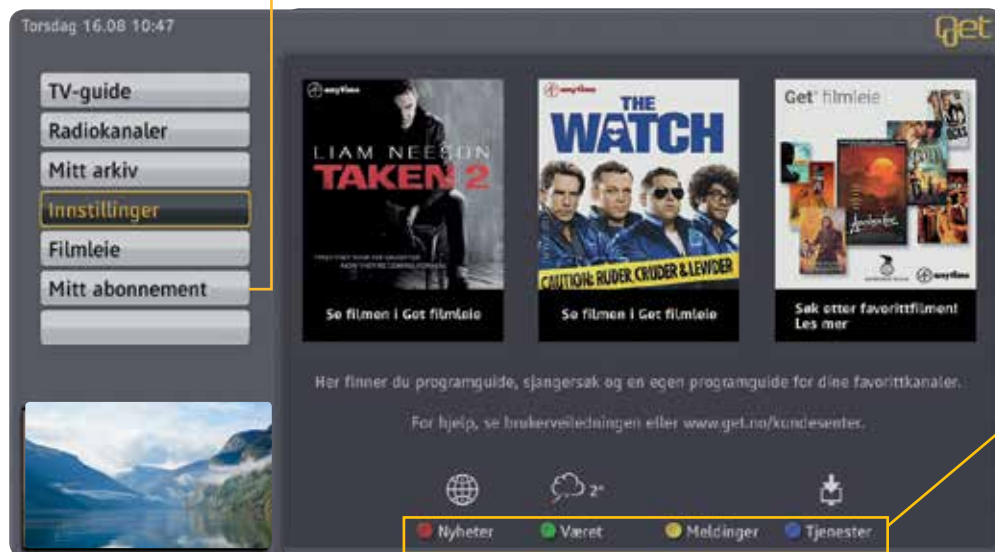 Torsdag 16.08 10:47
Get
TV-guide
Radiokanaler
Mitt arkiv
Innstillinger
Filmleie
Mitt abonnement
anytime
LIAM NEESON
TAKEN 2
Se filmen i Get filmleie
anytime
THE
WATCH
CAUTION: RUDER, CRUDER & LEWDER
Se filmen i Get filmleie
Get filmleie
Apocalypse Now
anytime
Søk etter favorittfilmen!
Les mer
Her finner du programguide, sjangersøk og en egen programguide for dine favorittkanaler.
For hjelp, se brukerveiledningen eller www.get.no/kundesenter.
2°
Nyheter
Været
Meldinger
Tjenester